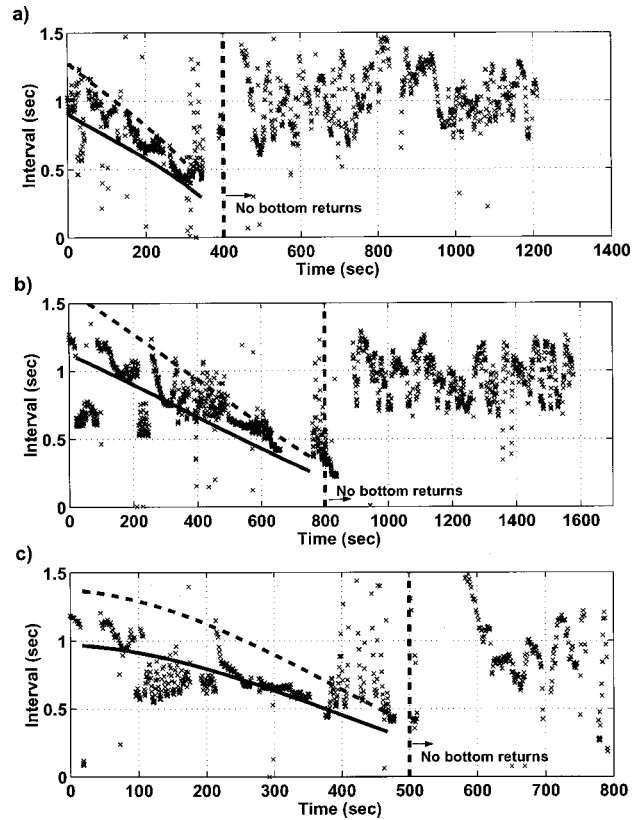 a)
1.5
1
0.5
0
Interval (sec)
No bottom returns
0 200 400 600 800 1000 1200 1400
Time (sec)
b)
1.5
1
0.5
0
Interval (sec)
No bottom returns
0 200 400 600 800 1000 1200 1400 1600
Time (sec)
c)
1.5
1
0.5
0
Interval (sec)
No bottom returns
0 100 200 300 400 500 600 700 800
Time (sec)